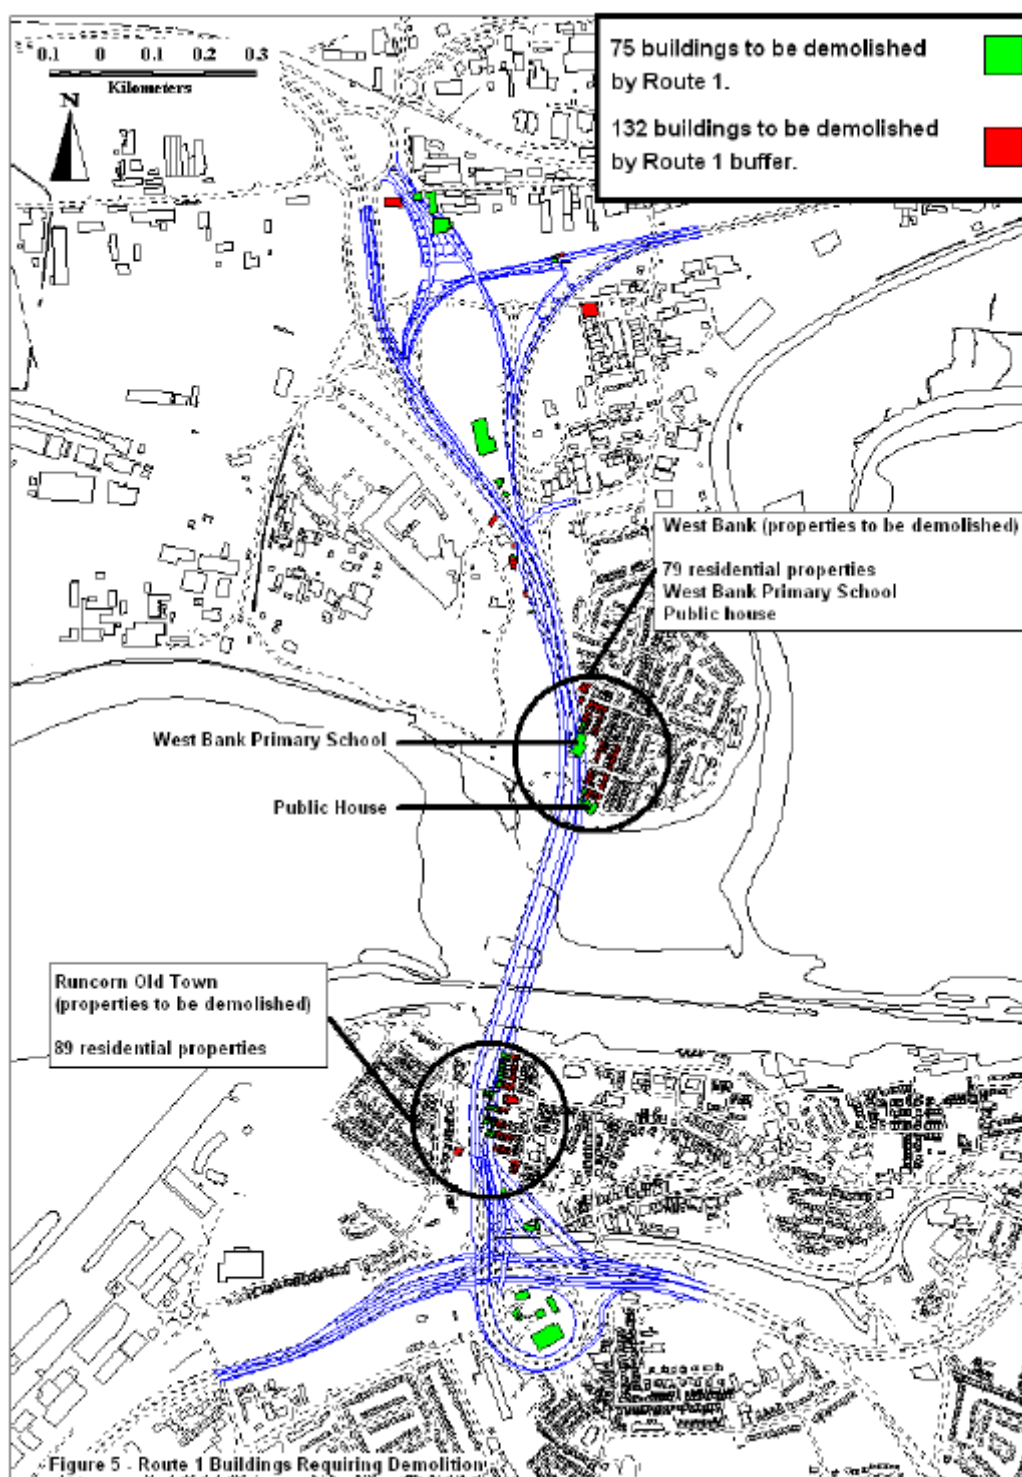 0.1 0 0.1 0.2 0.3
Kilometers
N
75 buildings to be demolished
by Route 1.
132 buildings to be demolished
by Route 1 buffer.
West Bank (properties to be demolished)
79 residential properties
West Bank Primary School
Public house
West Bank Primary School
Public House
Runcorn Old Town
(properties to be demolished)
89 residential properties
Figure 5 - Route 1 Buildings Requiring Demolition